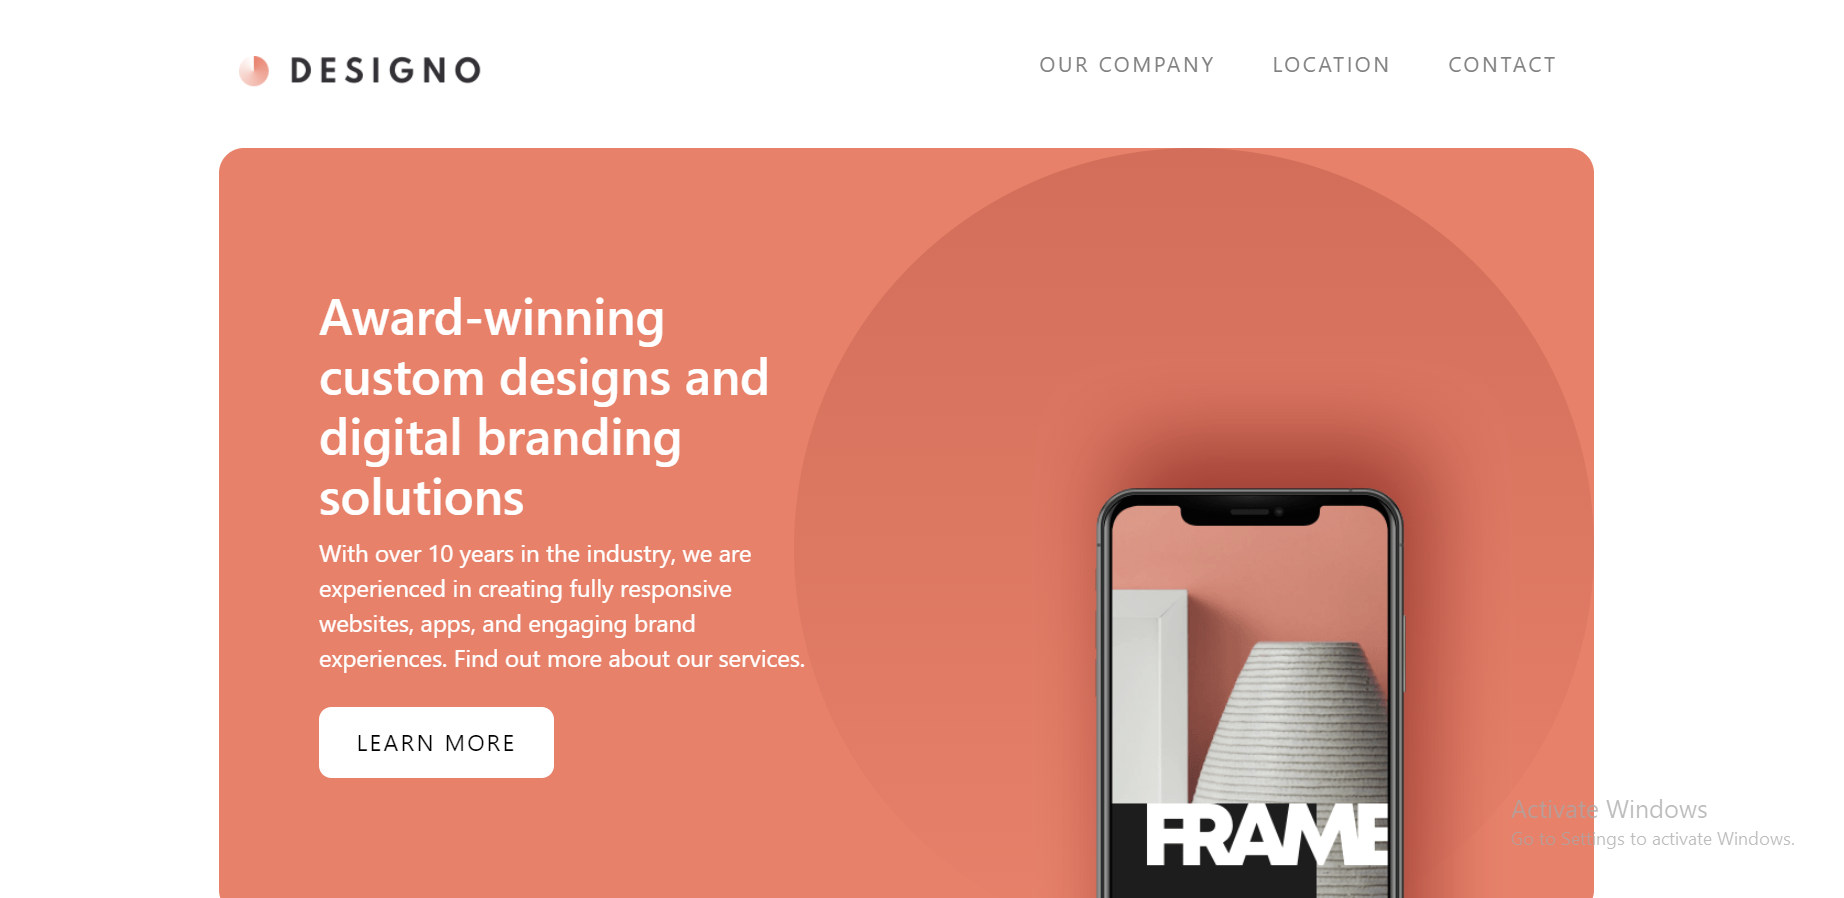 DESIGNO
OUR COMPANY LOCATION CONTACT
Award-winning
custom designs and
digital branding
solutions
With over 10 years in the industry, we are
experienced in creating fully responsive
websites, apps, and engaging brand
experiences. Find out more about our services.
LEARN MORE
FRAME
Activate Windows
Go to Settings to activate Windows.